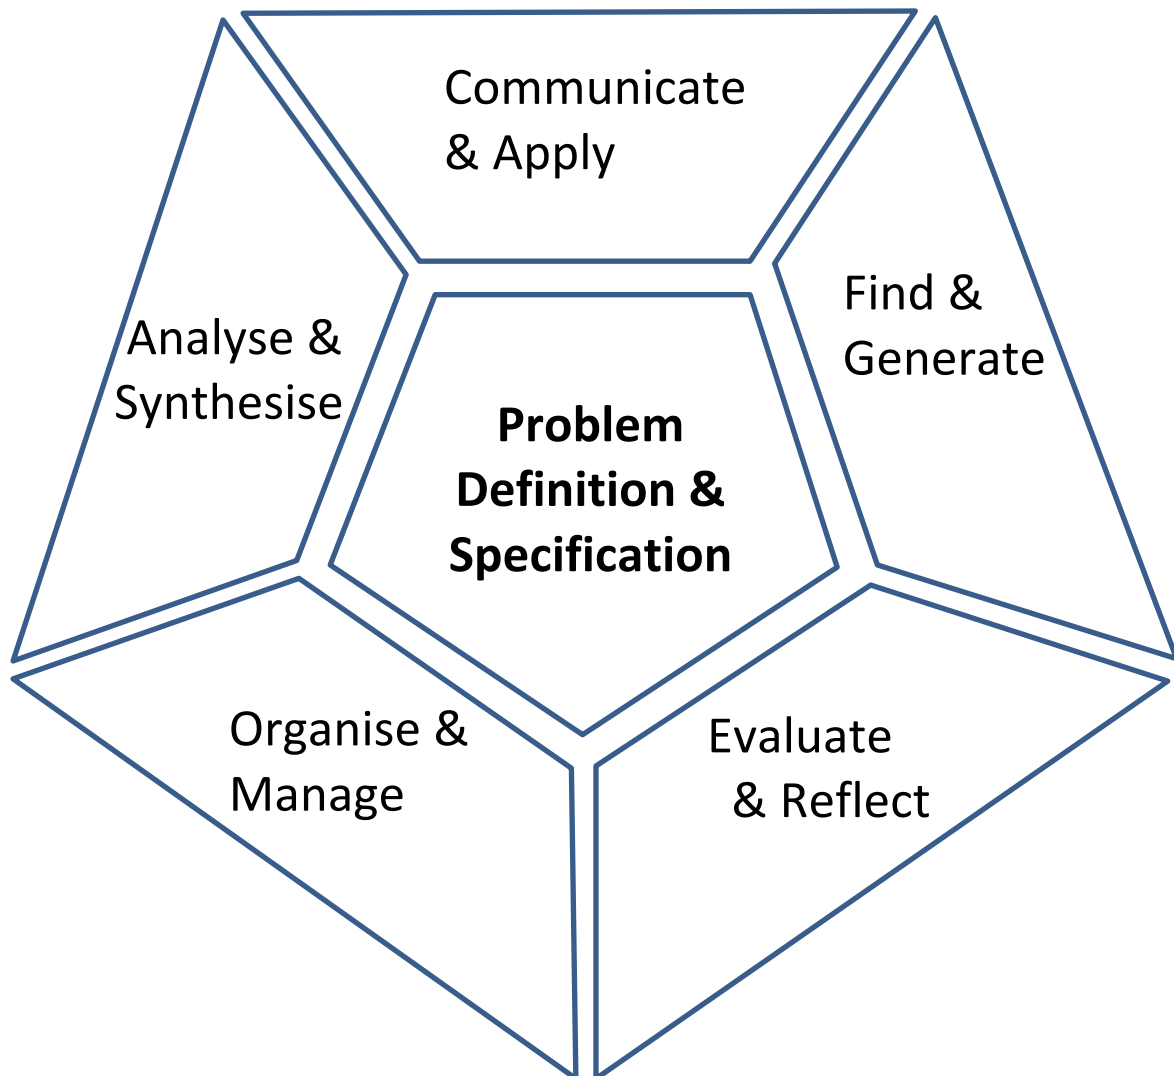 Communicate
& Apply
Find &
Generate
Analyse &
Synthesise
Problem
Definition &
Specification
Organise &
Manage
Evaluate
& Reflect